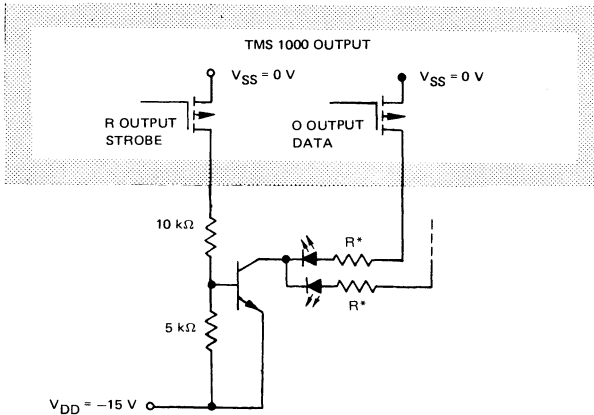 TMS 1000 OUTPUT
VSS = 0 V
VSS = 0 V
R OUTPUT
STROBE
O OUTPUT
DATA
10 kΩ
R*
R*
5 kΩ
VDD = −15 V